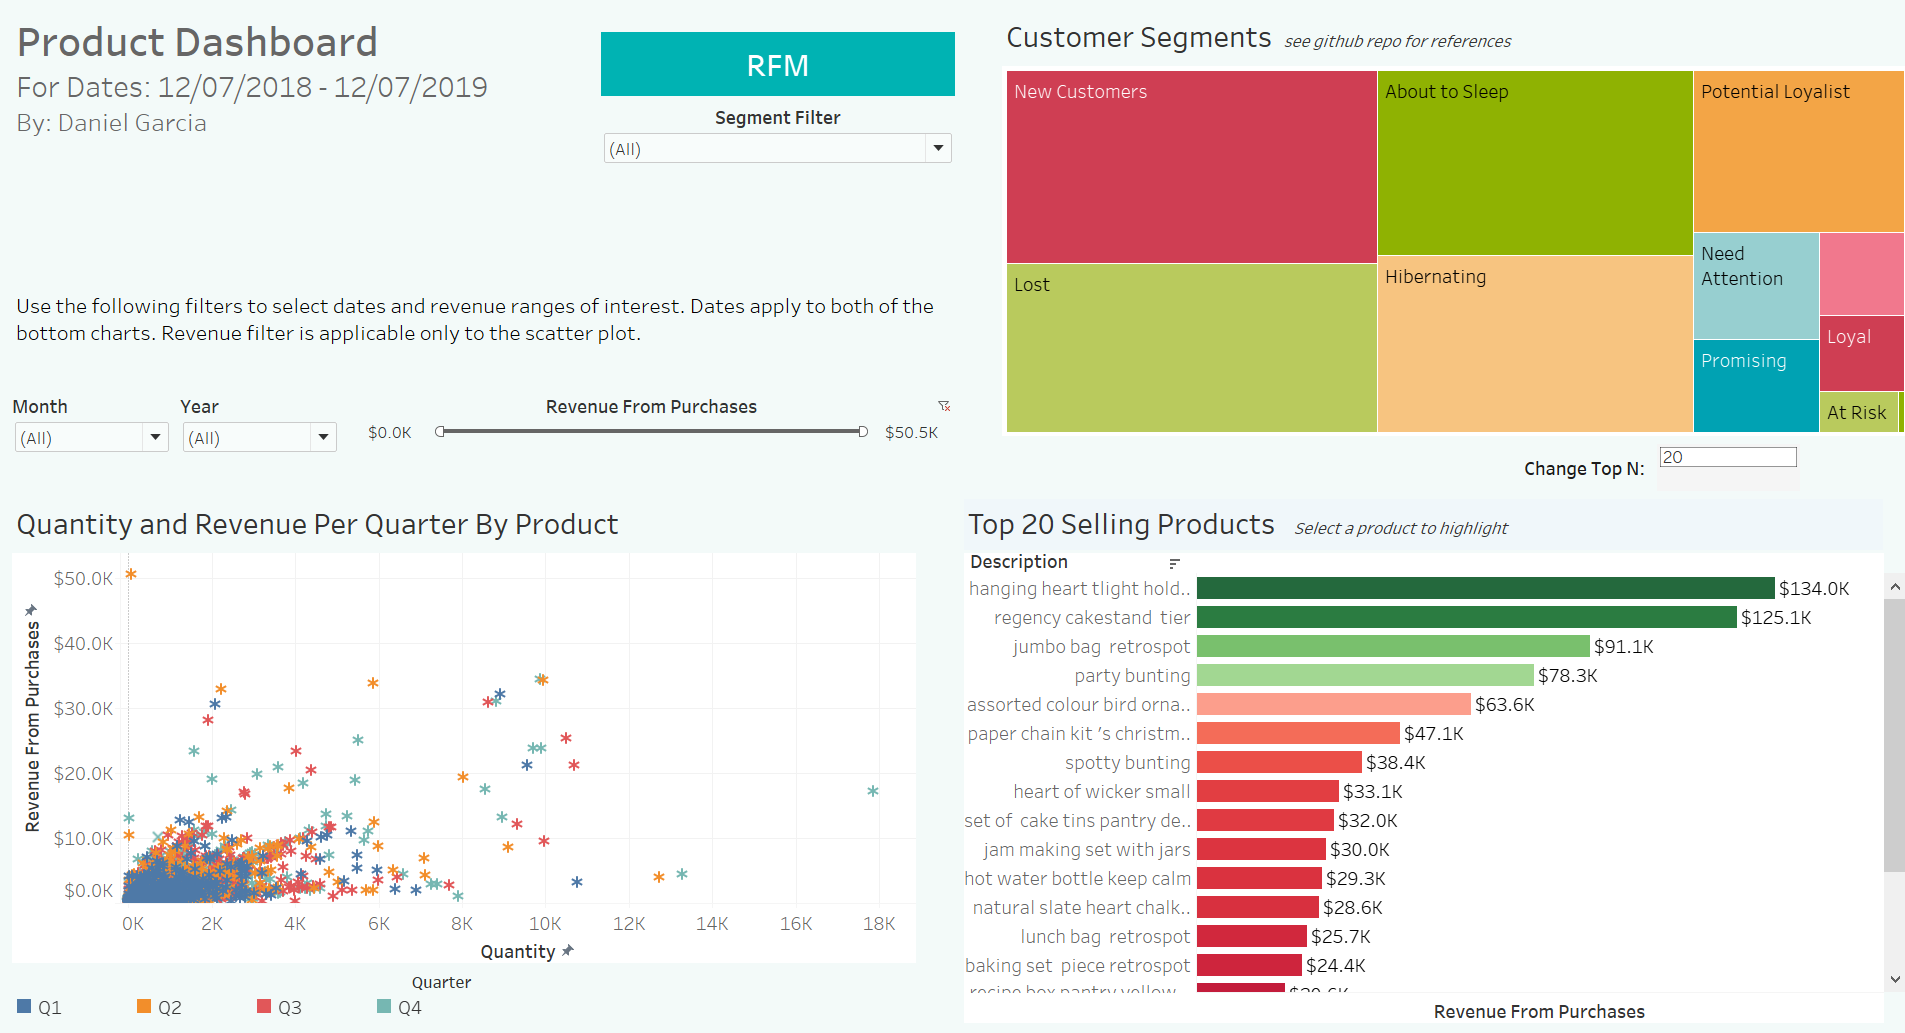 Product Dashboard
For Dates: 12/07/2018 - 12/07/2019
By: Daniel Garcia
RFM
Segment Filter
(All)
Customer Segments see github repo for references
New Customers
About to Sleep
Potential Loyalist
Lost
Hibernating
Need
Attention
Promising
Loyal
At Risk
Use the following filters to select dates and revenue ranges of interest. Dates apply to both of the
bottom charts. Revenue filter is applicable only to the scatter plot.
Month
(All)
Year
(All)
Revenue From Purchases
$0.0K
$50.5K
Change Top N:
20
Quantity and Revenue Per Quarter By Product
Revenue From Purchases
$50.0K
$40.0K
$30.0K
$20.0K
$10.0K
$0.0K
0K 2K 4K 6K 8K 10K 12K 14K 16K 18K
Quantity
Quarter
Q1 Q2 Q3 Q4
Top 20 Selling Products Select a product to highlight
Description
hanging heart tlight hold.. $134.0K
regency cakestand tier $125.1K
jumbo bag retrospot $91.1K
party bunting $78.3K
assorted colour bird orna.. $63.6K
paper chain kit 's christm.. $47.1K
spotty bunting $38.4K
heart of wicker small $33.1K
set of cake tins pantry de.. $32.0K
jam making set with jars $30.0K
hot water bottle keep calm $29.3K
natural slate heart chalk.. $28.6K
lunch bag retrospot $25.7K
baking set piece retrospot $24.4K
recipe box pantry yellow
Revenue From Purchases